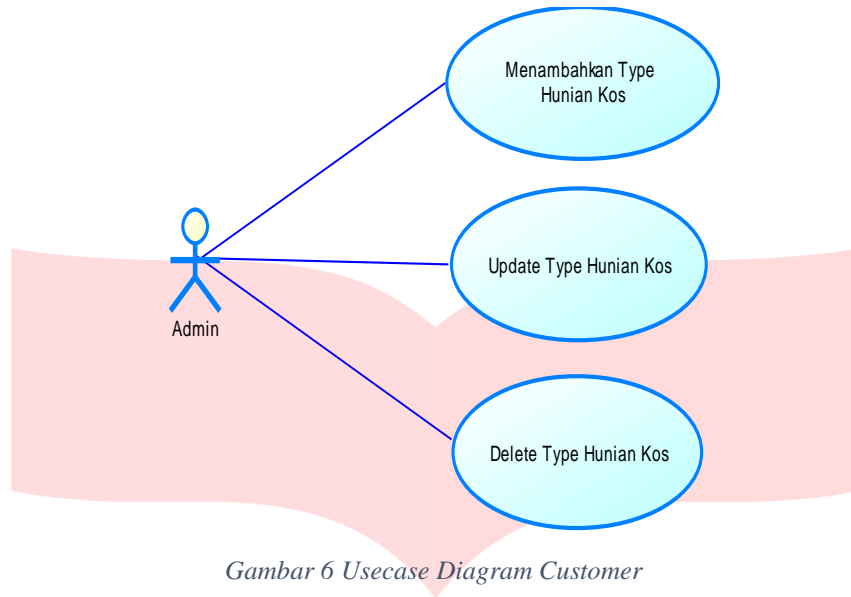 Menambahkan Type
Hunian Kos
Update Type Hunian Kos
Admin
Delete Type Hunian Kos
Gambar 6 Usecase Diagram Customer